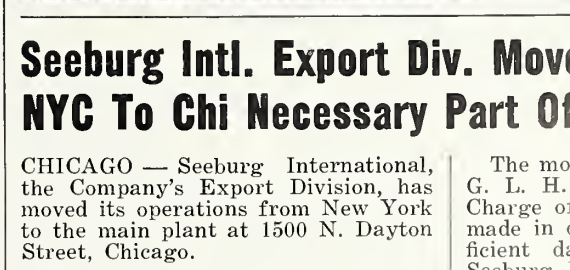 Seeburg Intl. Export Div. Mov
NYC To Chi Necessary Part Of
CHICAGO — Seeburg International,
the Company's Export Division, has
moved its operations from New York
to the main plant at 1500 N. Dayton
Street, Chicago.
The mo
G. L. H.
Charge of
made in
ficient da